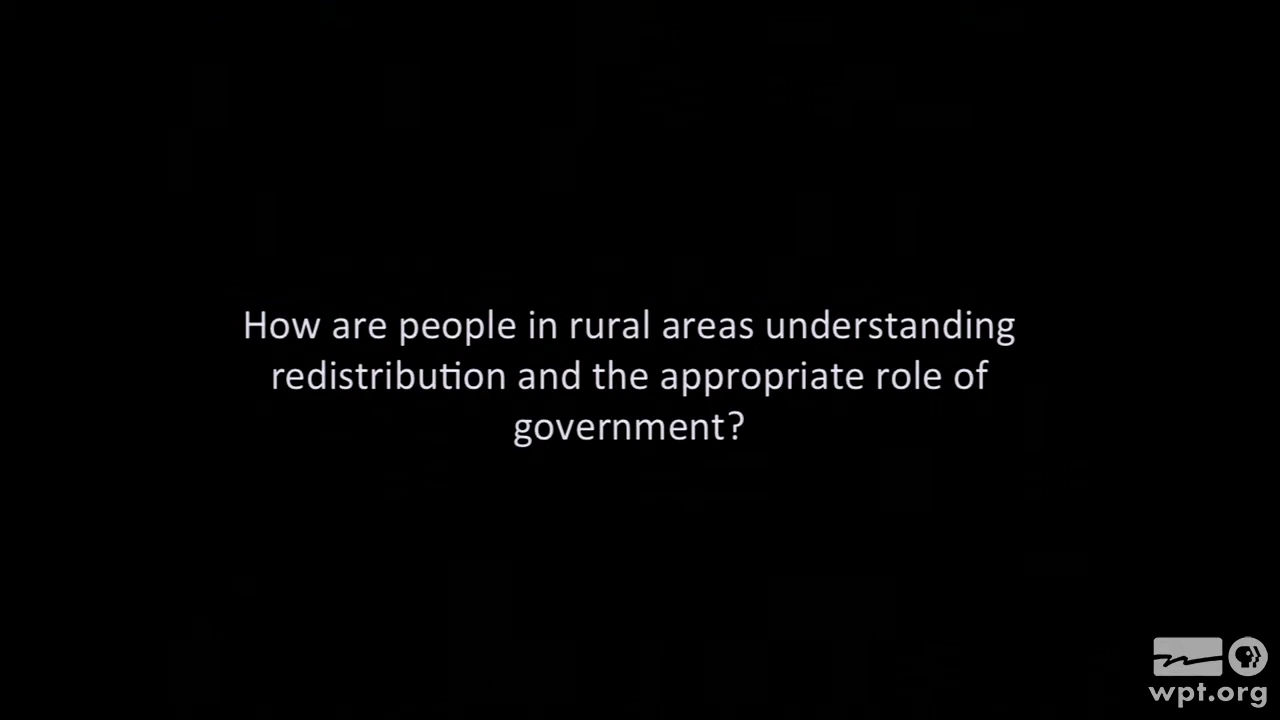 How are people in rural areas understanding
redistribution and the appropriate role of
government?
wpt.org